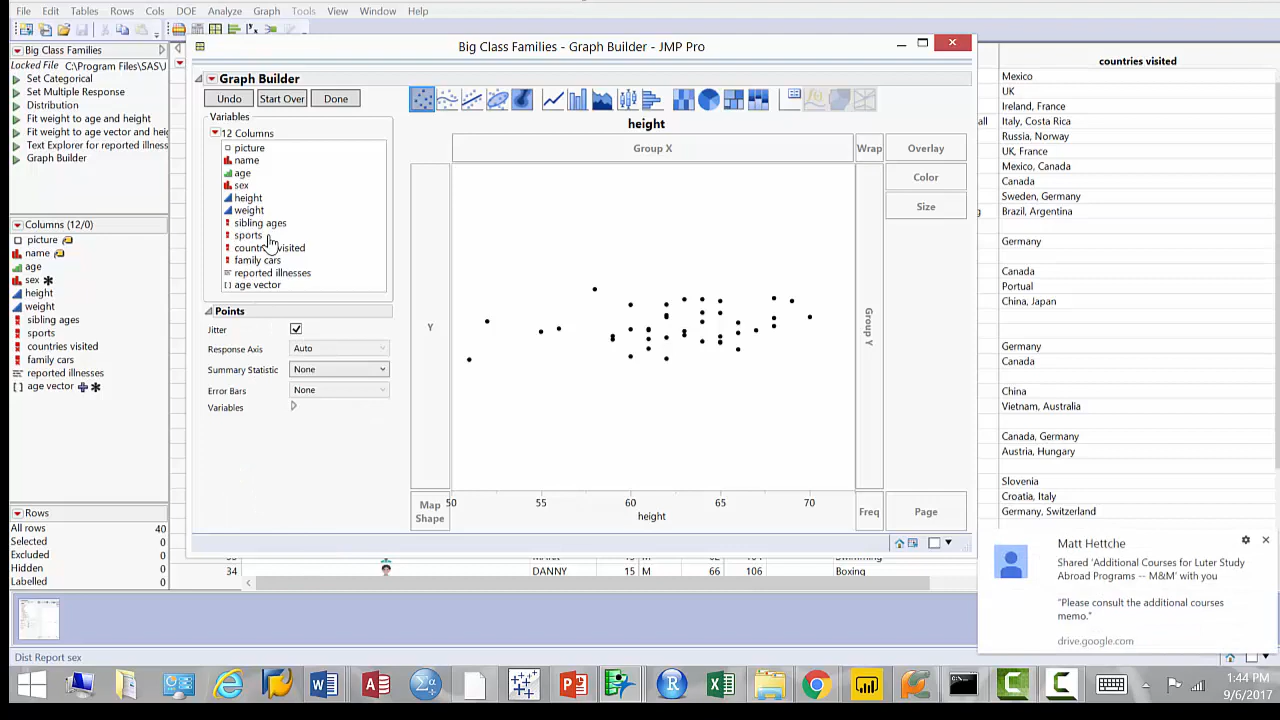 File Edit Tables Rows Cols DOE Analyze Graph Tools View Window Help
Big Class Families
Locked File C:\Program Files\SAS\J
Set Categorical
Set Multiple Response
Distribution
Fit weight to age and height
Fit weight to age vector and hei
Text Explorer for reported illness
Graph Builder
Columns (12/0)
picture
name
age
sex
height
weight
sibling ages
sports
countries visited
family cars
reported illnesses
age vector
Rows
All rows 40
Selected 0
Excluded 0
Hidden 0
Labelled 0
Big Class Families - Graph Builder - JMP Pro
Graph Builder
Undo Start Over Done
Variables
12 Columns
picture
name
age
sex
height
weight
sibling ages
sports
countries visited
family cars
reported illnesses
age vector
Points
Jitter
Response Axis Auto
Summary Statistic None
Error Bars None
Variables
height
Group X
Wrap
Overlay
Color
Size
Y
Group Y
Map Shape
50 55 60 65 70
height
Freq
Page
countries visited
Mexico
UK
Ireland, France
all Italy, Costa Rica
Russia, Norway
UK, France
Mexico, Canada
Canada
Sweden, Germany
Brazil, Argentina
Germany
Canada
Portual
China, Japan
Germany
Canada
China
Vietnam, Australia
Canada, Germany
Austria, Hungary
Slovenia
Croatia, Italy
Germany, Switzerland
34 DANNY 15 M 66 106 Boxing
Matt Hettche
Shared 'Additional Courses for Luter Study
Abroad Programs -- M&M' with you
"Please consult the additional courses
memo."
drive.google.com
Dist Report sex
1:44 PM
9/6/2017